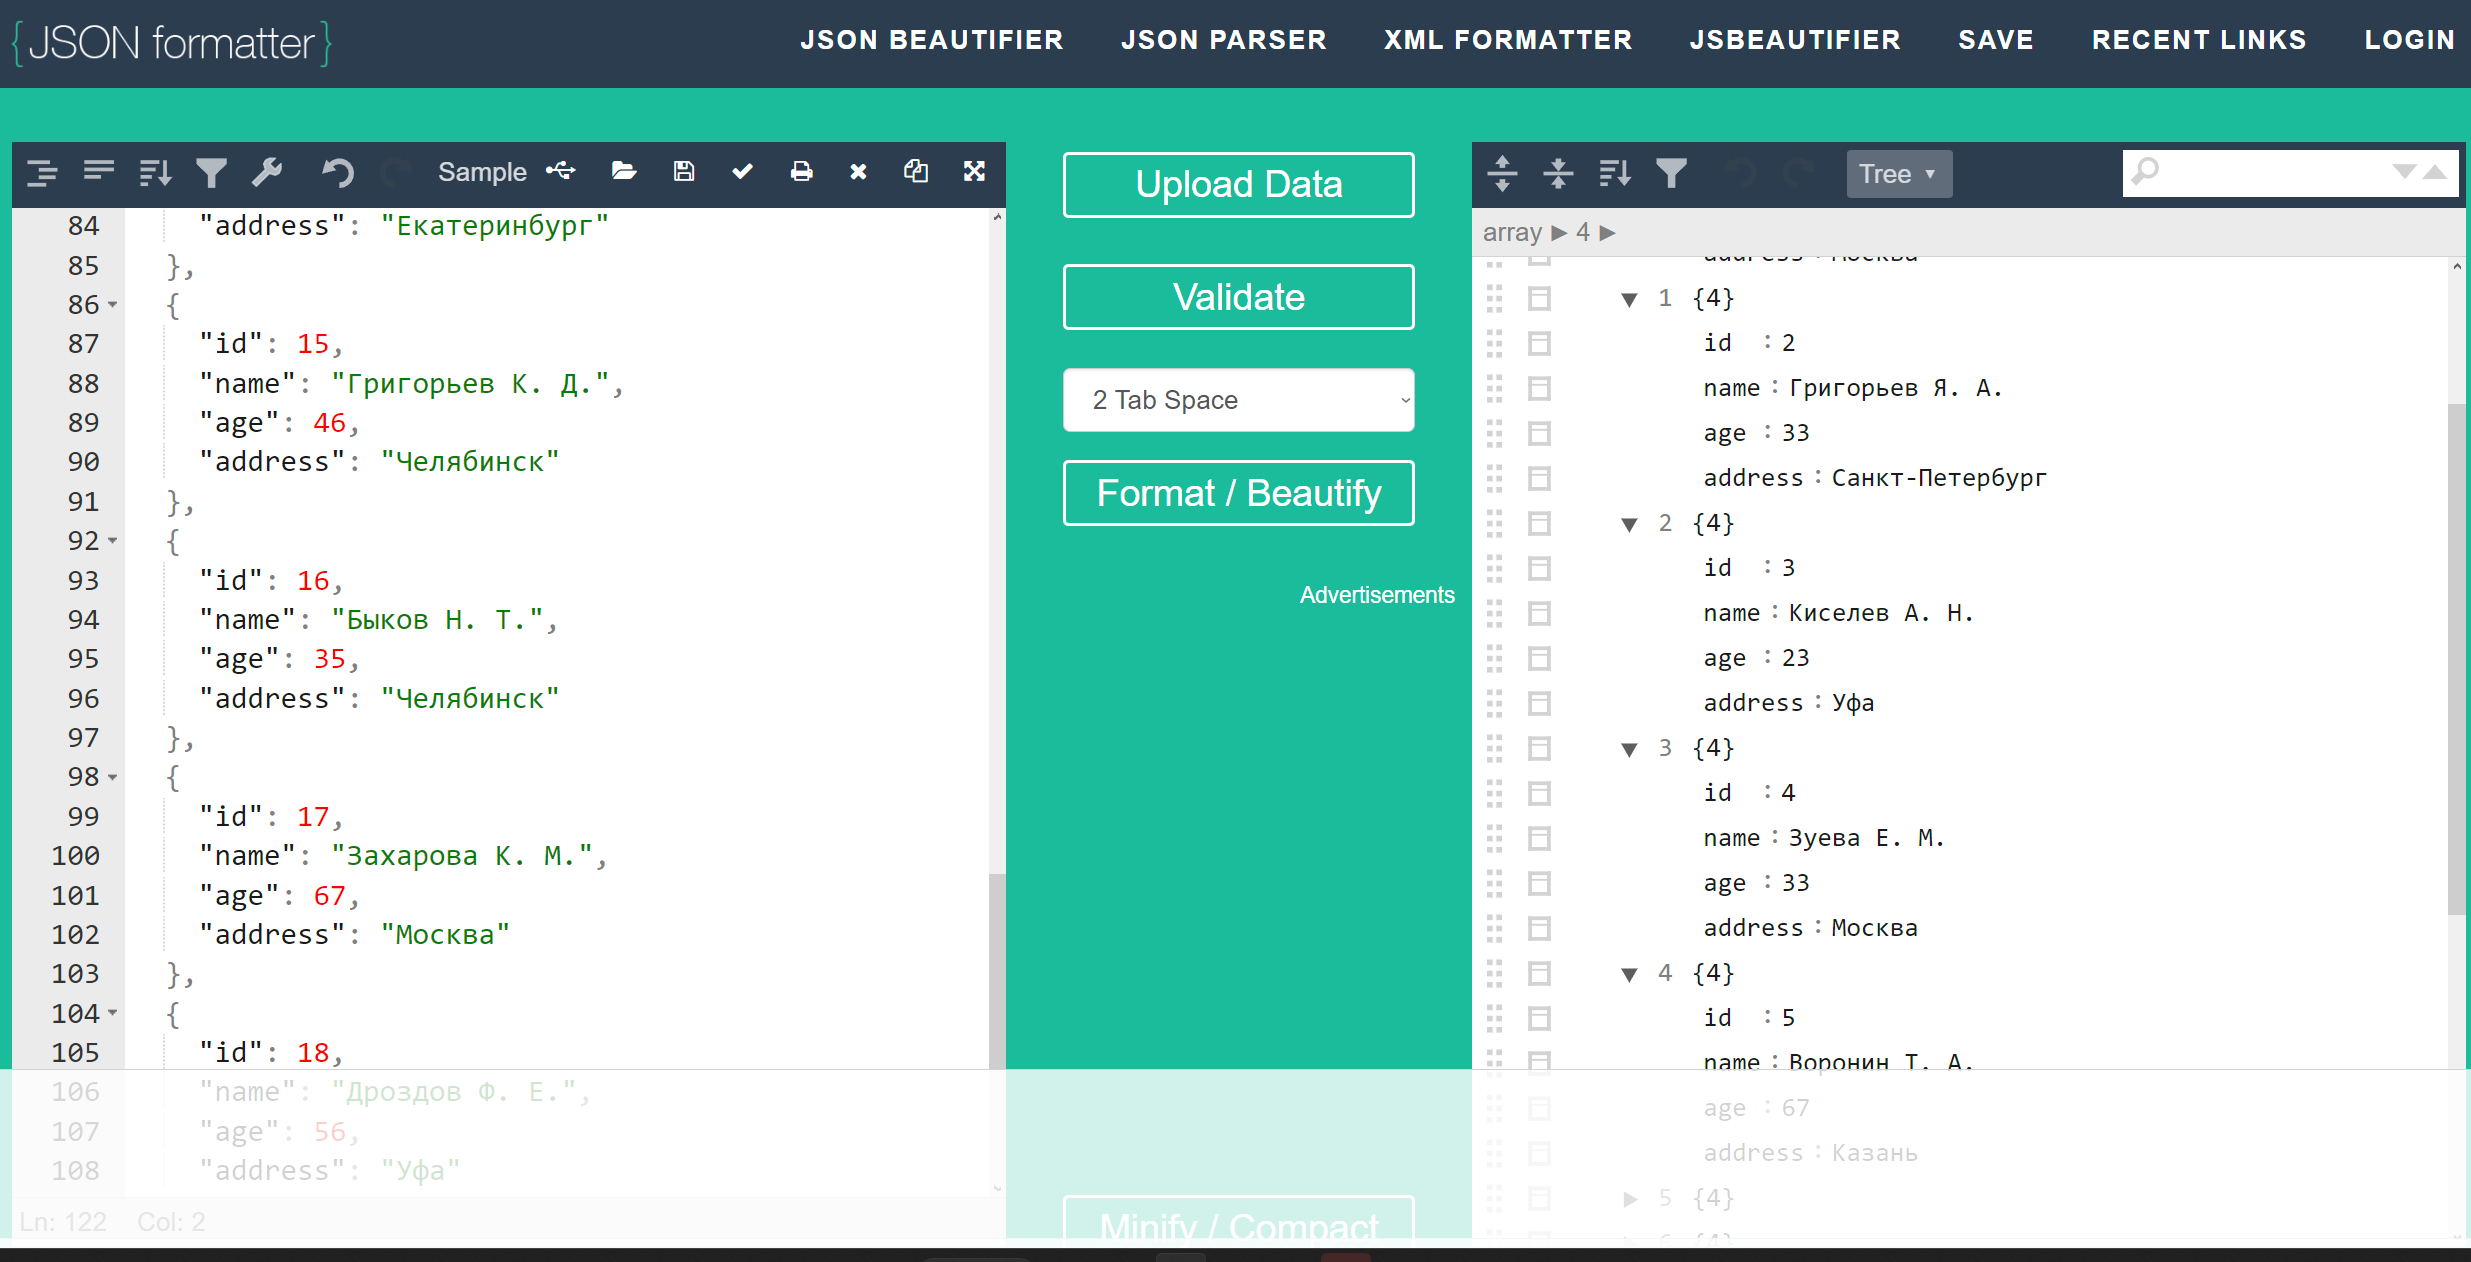 {JSON formatter}
JSON BEAUTIFIER JSON PARSER XML FORMATTER JSBEAUTIFIER SAVE RECENT LINKS LOGIN
Sample
84 "address": "Екатеринбург"
85 },
86 {
87 "id": 15,
88 "name": "Григорьев К. Д.",
89 "age": 46,
90 "address": "Челябинск"
91 },
92 {
93 "id": 16,
94 "name": "Быков Н. Т.",
95 "age": 35,
96 "address": "Челябинск"
97 },
98 {
99 "id": 17,
100 "name": "Захарова К. М.",
101 "age": 67,
102 "address": "Москва"
103 },
104 {
105 "id": 18,
106 "name": "Дроздов Ф. Е.",
107 "age": 56,
108 "address": "Уфа"
Ln: 122 Col: 2
Upload Data
Validate
2 Tab Space
Format / Beautify
Advertisements
Minify / Compact
Tree ▼
array ▶ 4 ▶
address : Москва
▼ 1 {4}
id : 2
name : Григорьев Я. А.
age : 33
address : Санкт-Петербург
▼ 2 {4}
id : 3
name : Киселев А. Н.
age : 23
address : Уфа
▼ 3 {4}
id : 4
name : Зуева Е. М.
age : 33
address : Москва
▼ 4 {4}
id : 5
name : Воронин Т. А.
age : 67
address : Казань
▶ 5 {4}
▶ 6 {4}